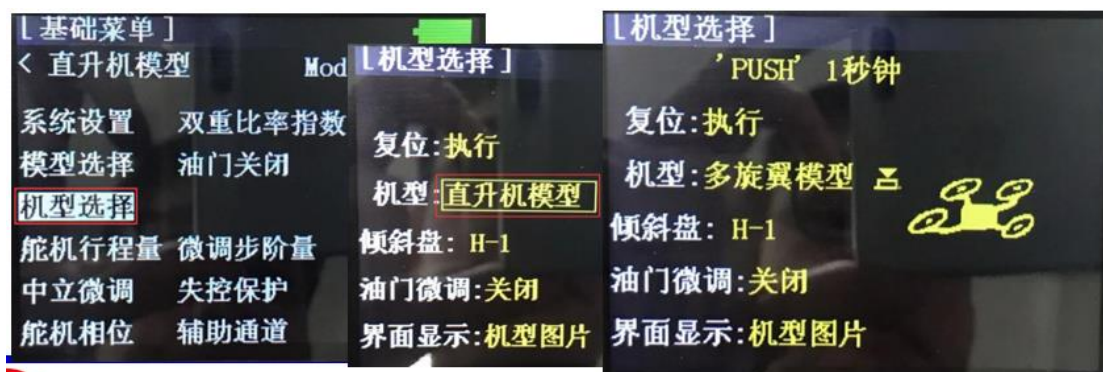 [基础菜单]
< 直升机模型 Mod
系统设置 双重比率指数
模型选择 油门关闭
机型选择
舵机行程量 微调步阶量
中立微调 失控保护
舵机相位 辅助通道
[机型选择]
复位:执行
机型:直升机模型
倾斜盘: H-1
油门微调:关闭
界面显示:机型图片
[机型选择]
'PUSH' 1秒钟
复位:执行
机型:多旋翼模型
倾斜盘: H-1
油门微调:关闭
界面显示:机型图片